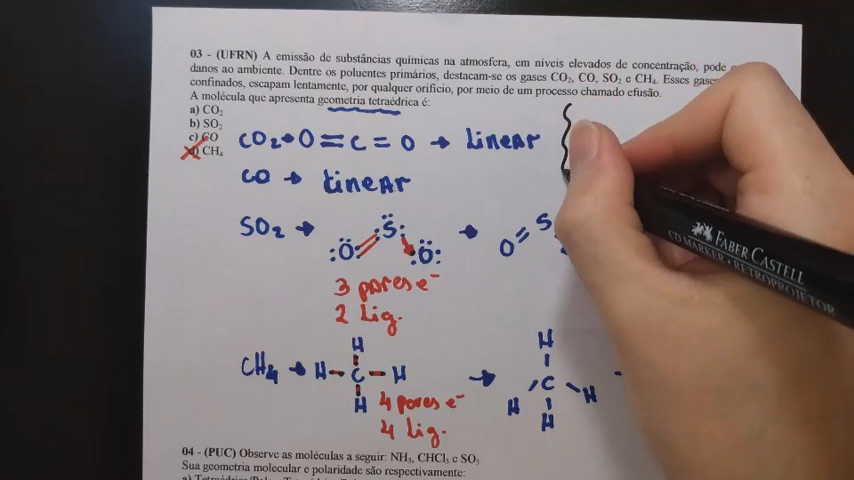 03 - (UFRN) A emissão de substâncias químicas na atmosfera, em níveis elevados de concentração, pode
danos ao ambiente. Dentre os poluentes primários, destacam-se os gases CO₂, CO, SO₂ e CH₄. Esses gases
confinados, escapam lentamente, por qualquer orifício, por meio de um processo chamado efusão.
A molécula que apresenta geometria tetraédrica é:
a) CO₂
b) SO₂
c) CO
d) CH₄
CO₂ → O = C = O → Linear
CO → Linear
SO₂ → :Ö S̈ Ö: → O = S
3 pares e⁻
2 Lig.
H
CH₄ → H - C - H →
H
4 pares e⁻
4 Lig.
H
C
H H
H
04 - (PUC) Observe as moléculas a seguir: NH₃, CHCl₃ e SO₃
Sua geometria molecular e polaridade são respectivamente:
FABER CASTELL
CD MARKER • RETROPROJETOR